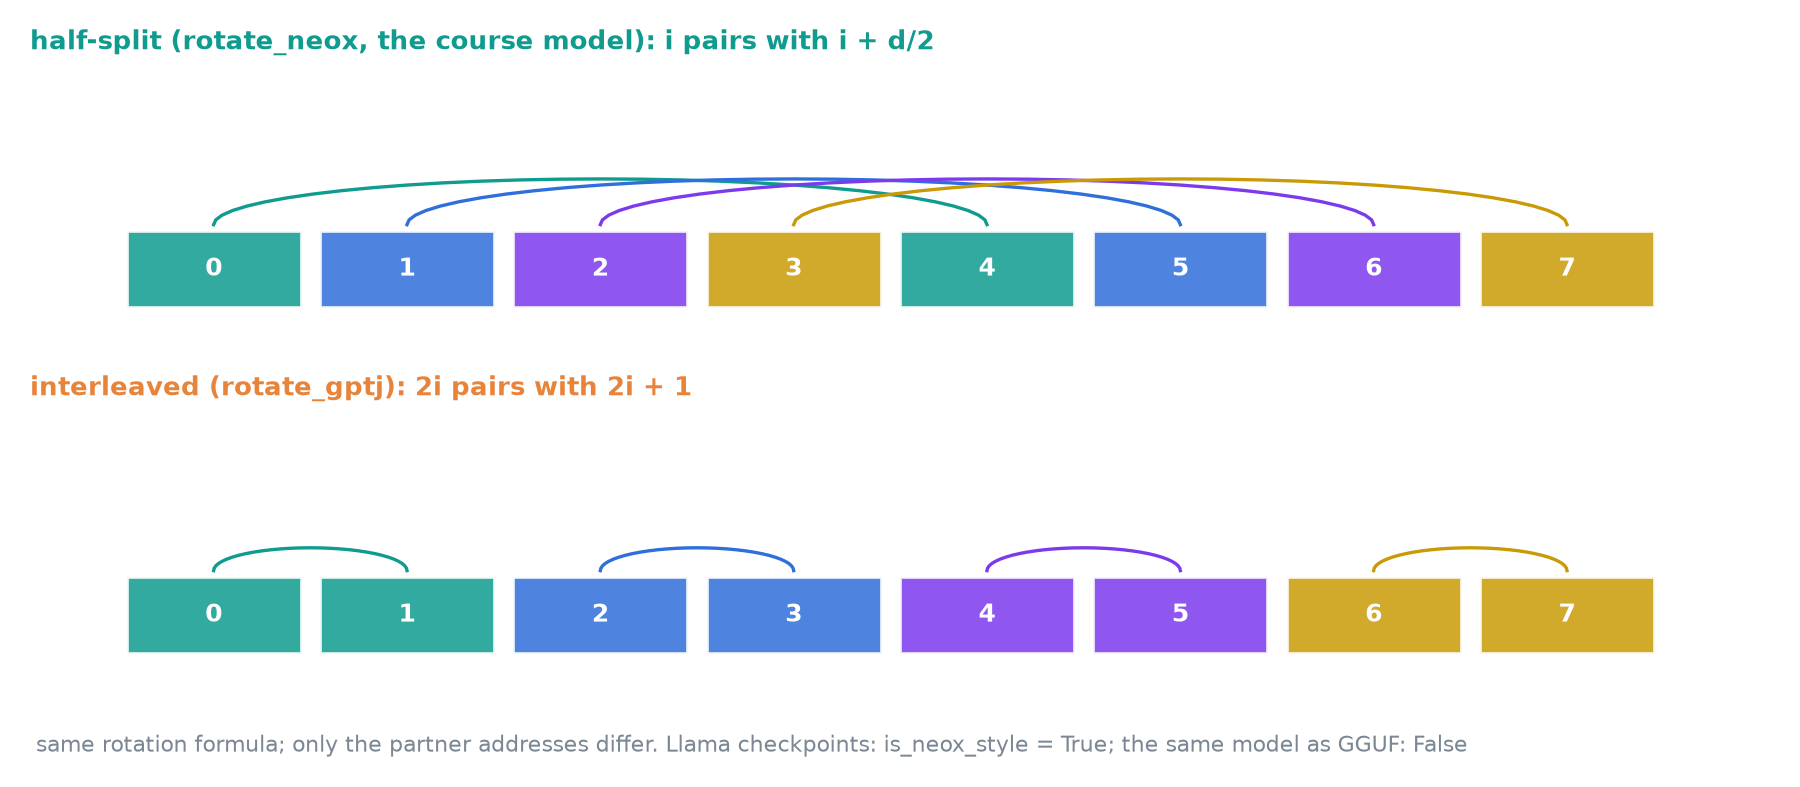 half-split (rotate_neox, the course model): i pairs with i + d/2
0 1 2 3 4 5 6 7
interleaved (rotate_gptj): 2i pairs with 2i + 1
0 1 2 3 4 5 6 7
same rotation formula; only the partner addresses differ. Llama checkpoints: is_neox_style = True; the same model as GGUF: False